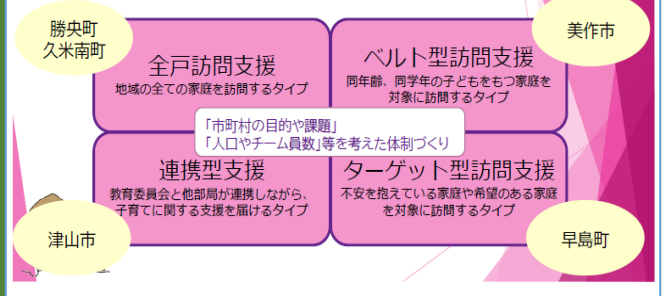 勝央町
久米南町
美作市
全戸訪問支援
地域の全ての家庭を訪問するタイプ
ベルト型訪問支援
同年齢、同学年の子どもをもつ家庭を
対象に訪問するタイプ
「市町村の目的や課題」
「人口やチーム員数」等を考えた体制づくり
連携型支援
教育委員会と他部局が連携しながら、
子育てに関する支援を届けるタイプ
ターゲット型訪問支援
不安を抱えている家庭や希望のある家庭
を対象に訪問するタイプ
津山市
早島町